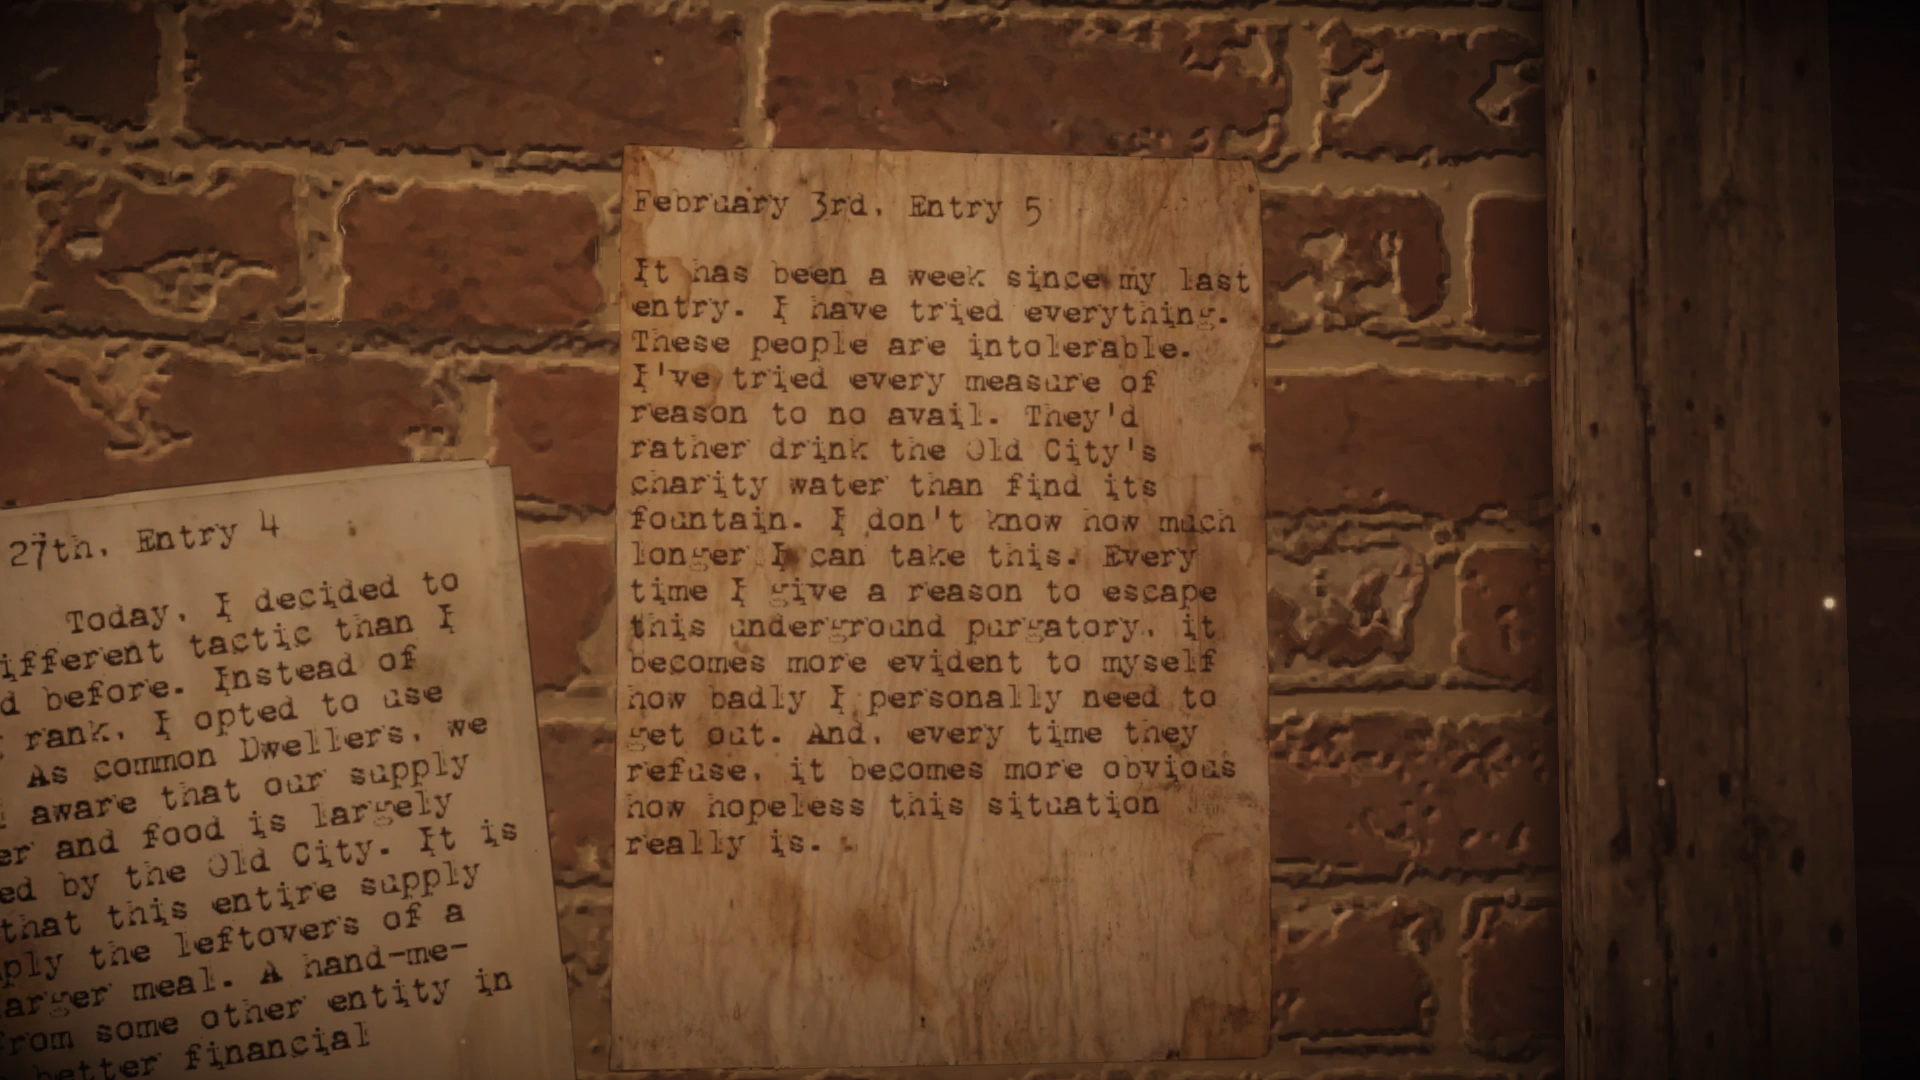 27th, Entry 4
Today, I decided to
ifferent tactic than I
d before. Instead of
rank, I opted to use
As common Dwellers, we
aware that our supply
er and food is largely
ed by the Old City. It is
that this entire supply
ply the leftovers of a
arger meal. A hand-me-
from some other entity in
better financial
February 3rd, Entry 5
It has been a week since my last
entry. I have tried everything.
These people are intolerable.
I've tried every measure of
reason to no avail. They'd
rather drink the Old City's
charity water than find its
fountain. I don't know how much
longer I can take this. Every
time I give a reason to escape
this underground purgatory, it
becomes more evident to myself
how badly I personally need to
get out. And, every time they
refuse, it becomes more obvious
how hopeless this situation
really is.